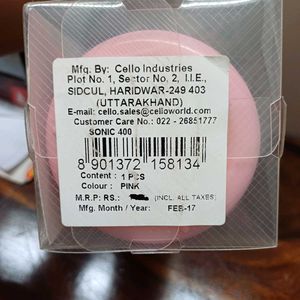 Mfg. By: Cello Industries
Plot No. 1, Sector No. 2, I.I.E.,
SIDCUL, HARIDWAR-249 403
(UTTARAKHAND)
E-mail: cello.sales@celloworld.com
Customer Care No.: 022 - 26851777
SONIC 400
8 901372 158134
Content : 1 PCS
Colour : PINK
M.R.P: RS.: (INCL. ALL TAXES)
Mfg. Month / Year: FEB-17